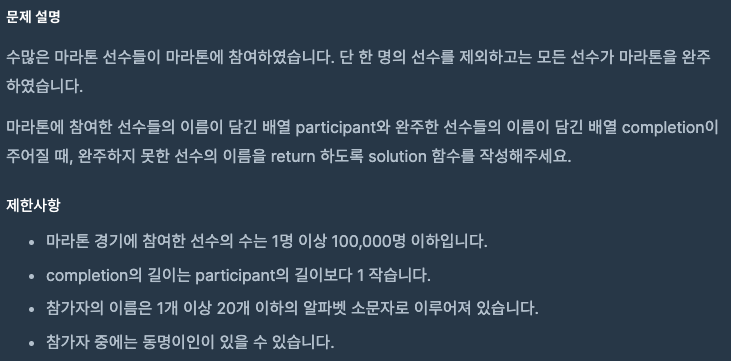 문제 설명
수많은 마라톤 선수들이 마라톤에 참여하였습니다. 단 한 명의 선수를 제외하고는 모든 선수가 마라톤을 완주
하였습니다.
마라톤에 참여한 선수들의 이름이 담긴 배열 participant와 완주한 선수들의 이름이 담긴 배열 completion이
주어질 때, 완주하지 못한 선수의 이름을 return 하도록 solution 함수를 작성해주세요.
제한사항
• 마라톤 경기에 참여한 선수의 수는 1명 이상 100,000명 이하입니다.
• completion의 길이는 participant의 길이보다 1 작습니다.
• 참가자의 이름은 1개 이상 20개 이하의 알파벳 소문자로 이루어져 있습니다.
• 참가자 중에는 동명이인이 있을 수 있습니다.